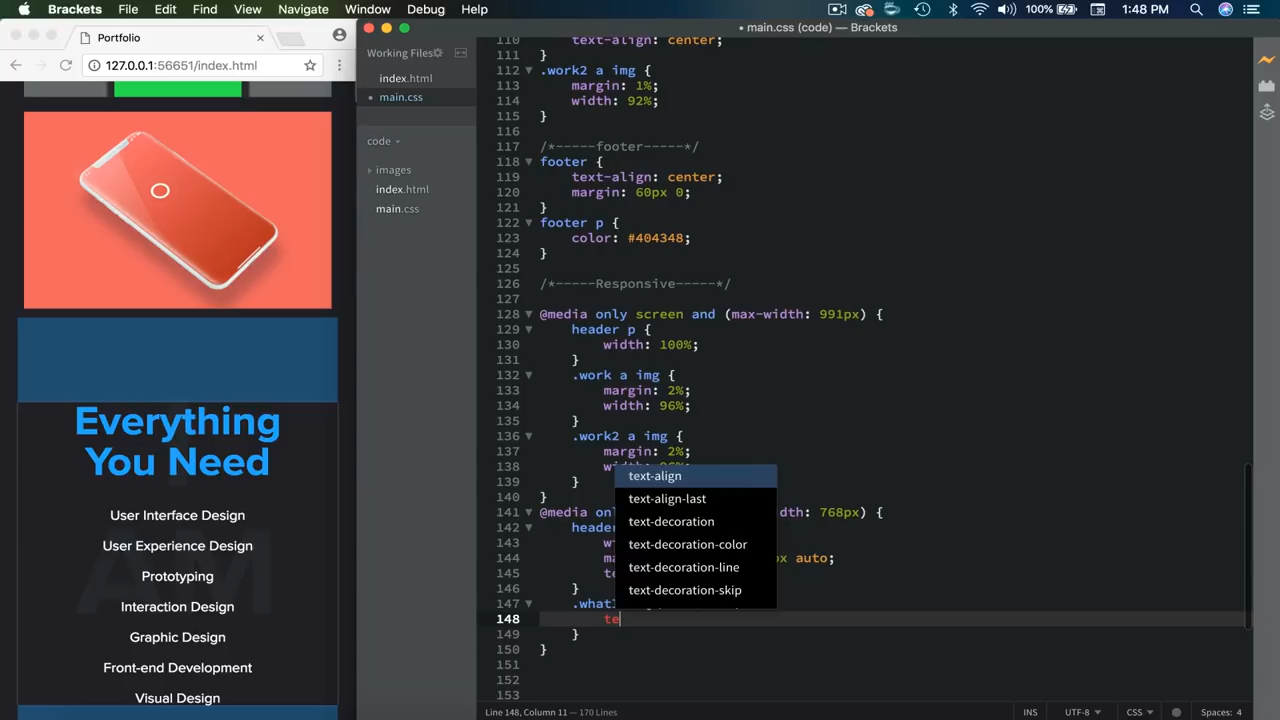 Brackets File Edit Find View Navigate Window Debug Help 100% 1:48 PM
Portfolio
main.css (code) — Brackets
127.0.0.1:56651/index.html
Working Files
index.html
main.css
code
images
index.html
main.css
110 text-align: center;
111 }
112 .work2 a img {
113 margin: 1%;
114 width: 92%;
115 }
116
117 /*-----footer-----*/
118 footer {
119 text-align: center;
120 margin: 60px 0;
121 }
122 footer p {
123 color: #404348;
124 }
125
126 /*-----Responsive-----*/
127
128 @media only screen and (max-width: 991px) {
129 header p {
130 width: 100%;
131 }
132 .work a img {
133 margin: 2%;
134 width: 96%;
135 }
136 .work2 a img {
137 margin: 2%;
138
139 }
140 }
141 @media onl dth: 768px) {
142 heade
143 w
144 ma x auto;
145 te
146 }
147 .what
148 te
149 }
150 }
151
152
153
text-align
text-align-last
text-decoration
text-decoration-color
text-decoration-line
text-decoration-skip
Everything
You Need
User Interface Design
User Experience Design
Prototyping
Interaction Design
Graphic Design
Front-end Development
Visual Design
I
AM
Line 148, Column 11 — 170 Lines INS UTF-8 CSS Spaces: 4